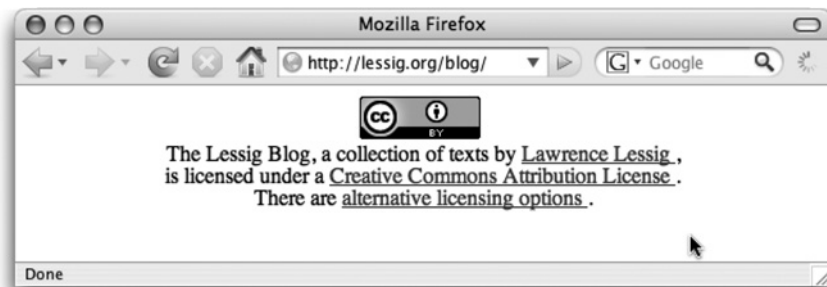 Mozilla Firefox
http://lessig.org/blog/
G Google
cc BY
The Lessig Blog, a collection of texts by Lawrence Lessig ,
is licensed under a Creative Commons Attribution License .
There are alternative licensing options .
Done